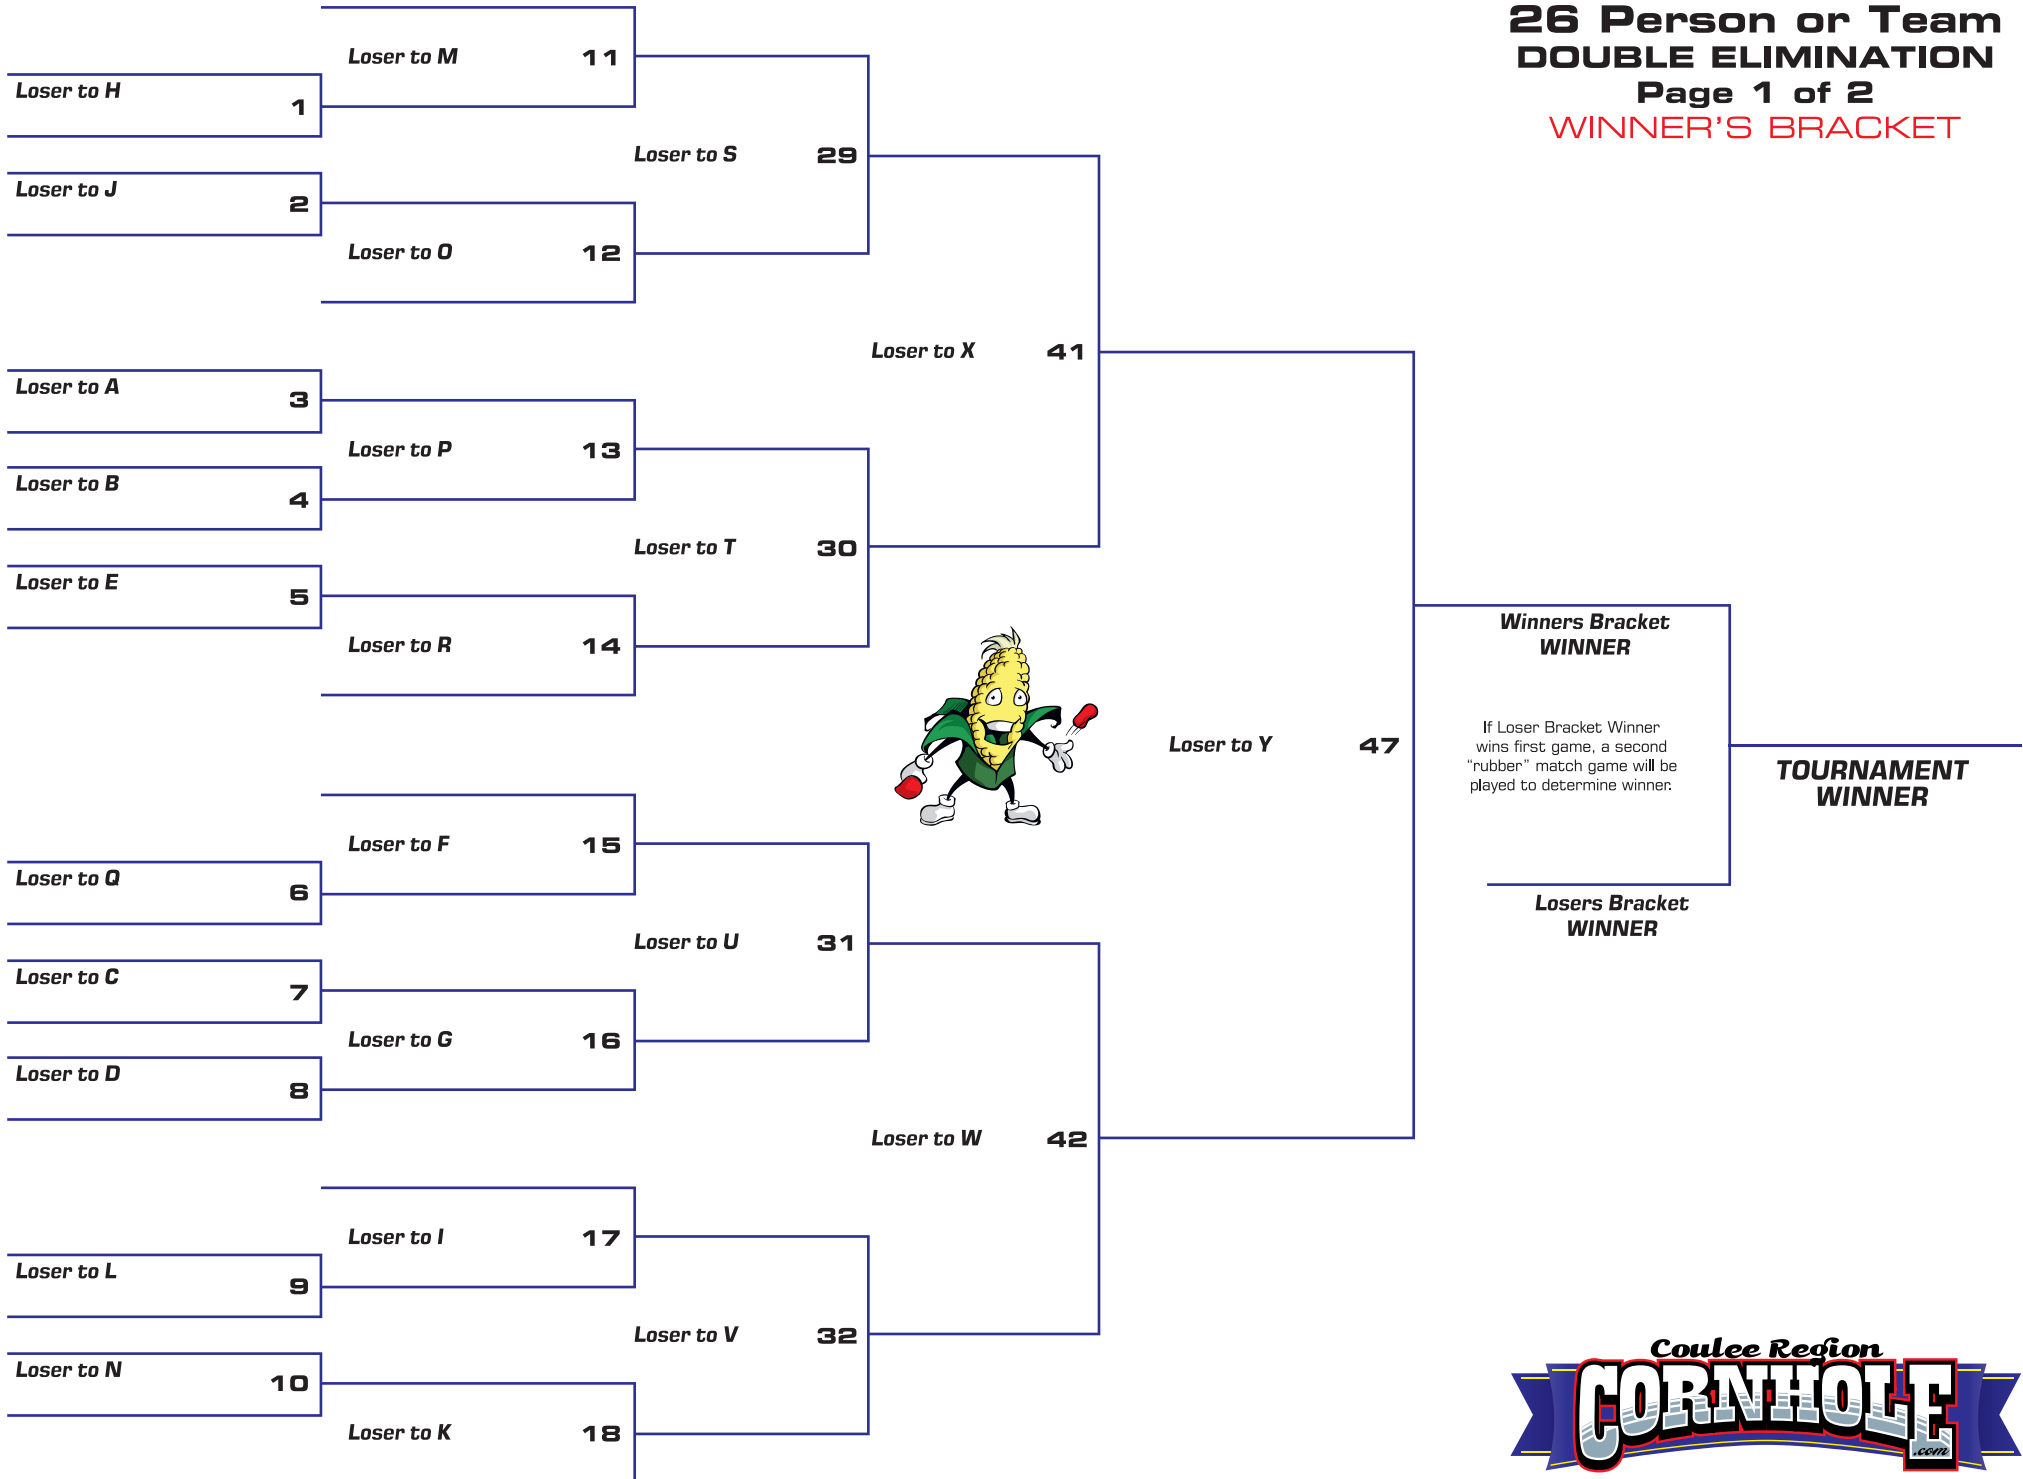 26 Person or Team
DOUBLE ELIMINATION
Page 1 of 2
WINNER'S BRACKET
Loser to M 11
Loser to H 1
Loser to S 29
Loser to J 2
Loser to O 12
Loser to X 41
Loser to A 3
Loser to P 13
Loser to B 4
Loser to T 30
Loser to E 5
Loser to R 14
Winners Bracket
WINNER
If Loser Bracket Winner
wins first game, a second
"rubber" match game will be
played to determine winner.
Loser to Y 47
TOURNAMENT
WINNER
Loser to F 15
Loser to Q 6
Losers Bracket
WINNER
Loser to U 31
Loser to C 7
Loser to G 16
Loser to D 8
Loser to W 42
Loser to I 17
Loser to L 9
Loser to V 32
Loser to N 10
Loser to K 18
Coulee Region
CORNHOLE
.com